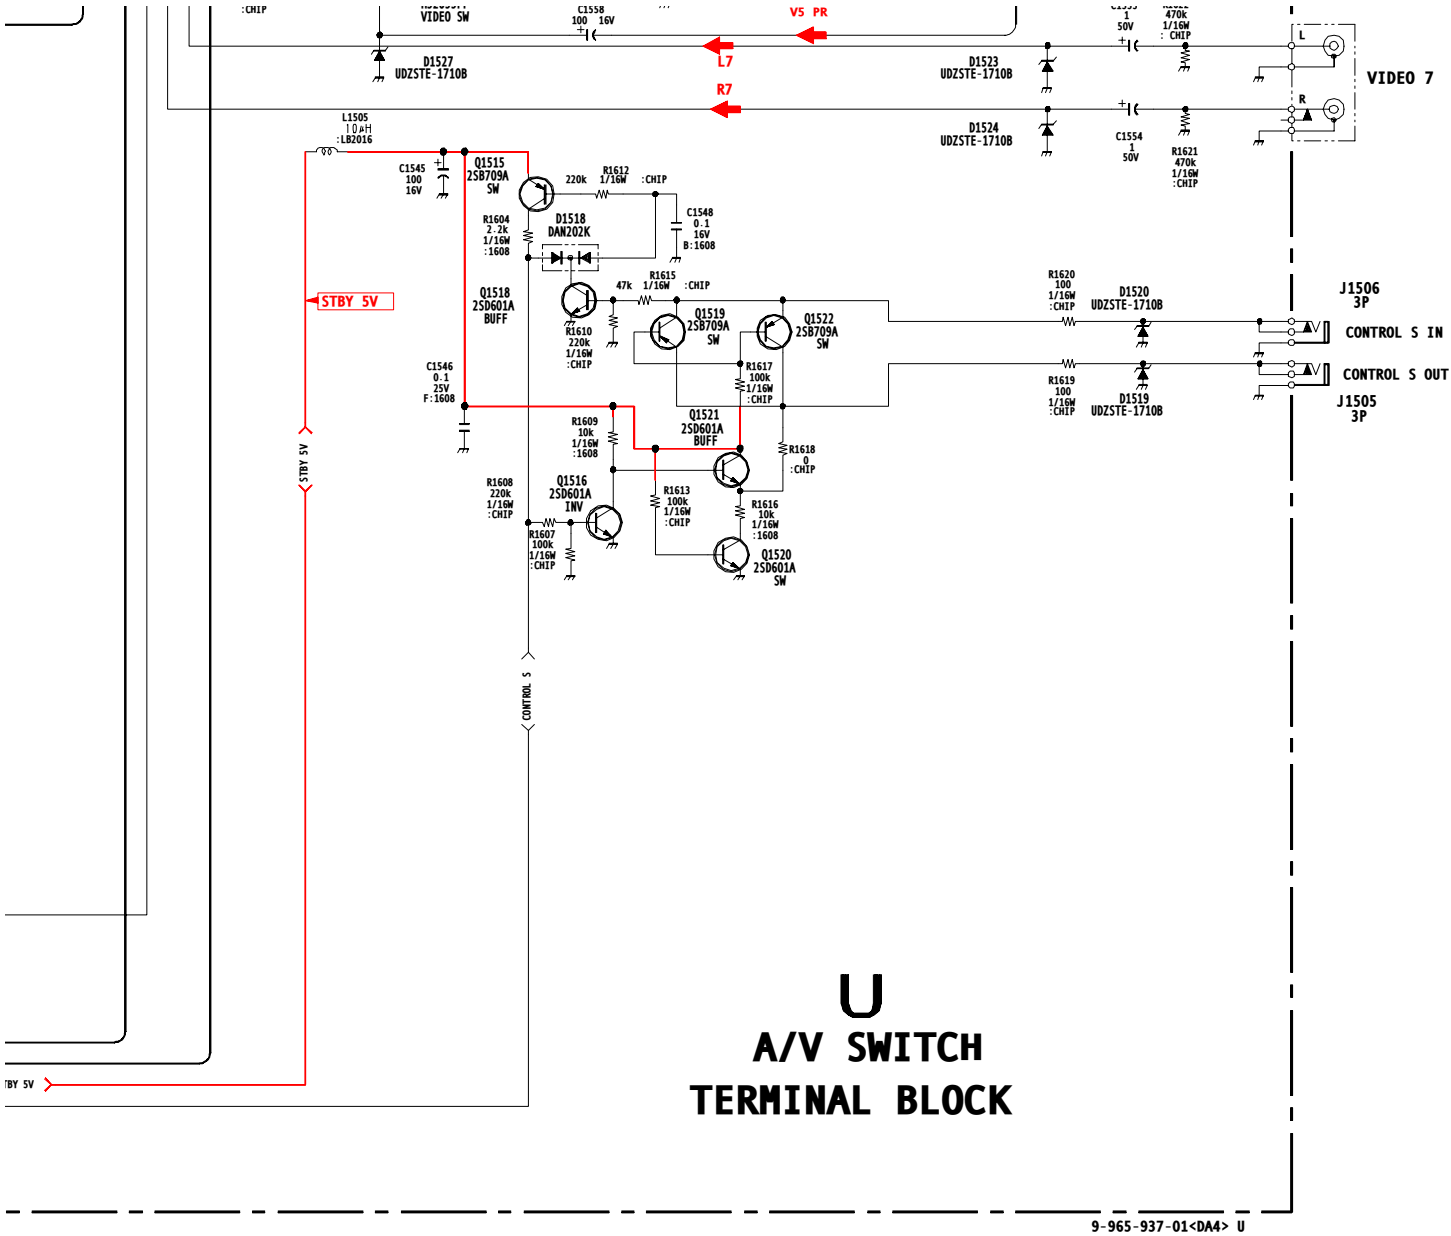 :CHIP
VIDEO SW
C1558
100 16V
V5 PR
1
50V
470k
1/16W
: CHIP
L
D1527
UDZSTE-1710B
L7
D1523
UDZSTE-1710B
VIDEO 7
R7
R
D1524
UDZSTE-1710B
C1554
1
50V
R1621
470k
1/16W
:CHIP
L1505
10μH
:LB2016
C1545
100
16V
Q1515
2SB709A
SW
220k
R1612
1/16W :CHIP
R1604
2.2k
1/16W
:1608
D1518
DAN202K
C1548
0.1
16V
B:1608
STBY 5V
Q1518
2SD601A
BUFF
47k
R1615
1/16W :CHIP
R1610
220k
1/16W
:CHIP
Q1519
2SB709A
SW
Q1522
2SB709A
SW
R1620
100
1/16W
:CHIP
D1520
UDZSTE-1710B
J1506
3P
CONTROL S IN
C1546
0.1
25V
F:1608
R1617
100k
1/16W
:CHIP
R1619
100
1/16W
:CHIP
D1519
UDZSTE-1710B
CONTROL S OUT
J1505
3P
STBY 5V
R1609
10k
1/16W
:1608
Q1521
2SD601A
BUFF
R1618
0
:CHIP
R1608
220k
1/16W
:CHIP
Q1516
2SD601A
INV
R1613
100k
1/16W
:CHIP
R1616
10k
1/16W
:1608
R1607
100k
1/16W
:CHIP
Q1520
2SD601A
SW
CONTROL S
U
A/V SWITCH
TERMINAL BLOCK
TBY 5V
9-965-937-01<DA4> U